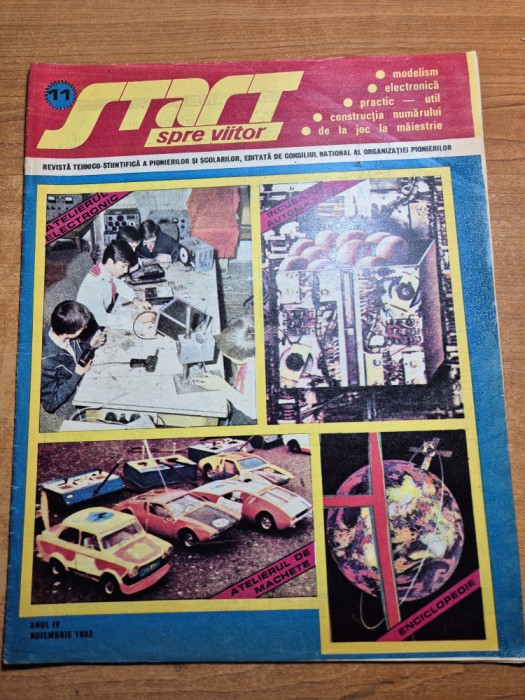 11
START
spre viitor
● modelism
● electronică
● practic — util
● construcția numărului
● de la joc la măiestrie
REVISTĂ TEHNICO-ȘTIINȚIFICĂ A PIONIERILOR ȘI ȘCOLARILOR, EDITATĂ DE CONSILIUL NAȚIONAL AL ORGANIZAȚIEI PIONIERILOR
ATELIERUL
ELECTRONIC
ATELIERUL DE
MACHETE
ENCICLOPEDIE
ANUL IV
NOIEMBRIE 1983